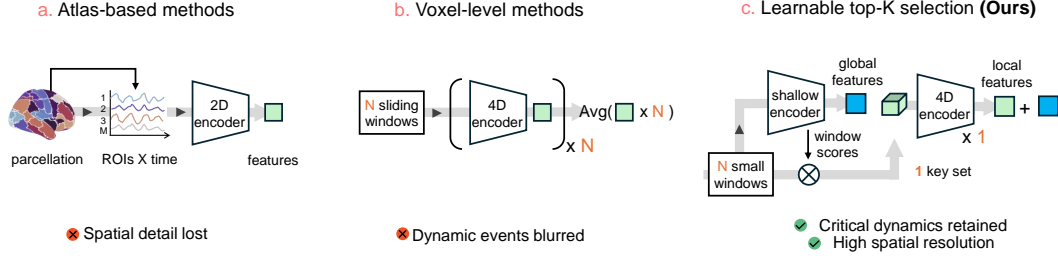 a. Atlas-based methods
1
2
3
M
2D
encoder
parcellation
ROIs X time
features
Spatial detail lost
b. Voxel-level methods
N sliding
windows
4D
encoder
x N
Avg( x N )
Dynamic events blurred
c. Learnable top-K selection (Ours)
global
features
local
features
shallow
encoder
4D
encoder
+
x 1
window
scores
N small
windows
1 key set
Critical dynamics retained
High spatial resolution